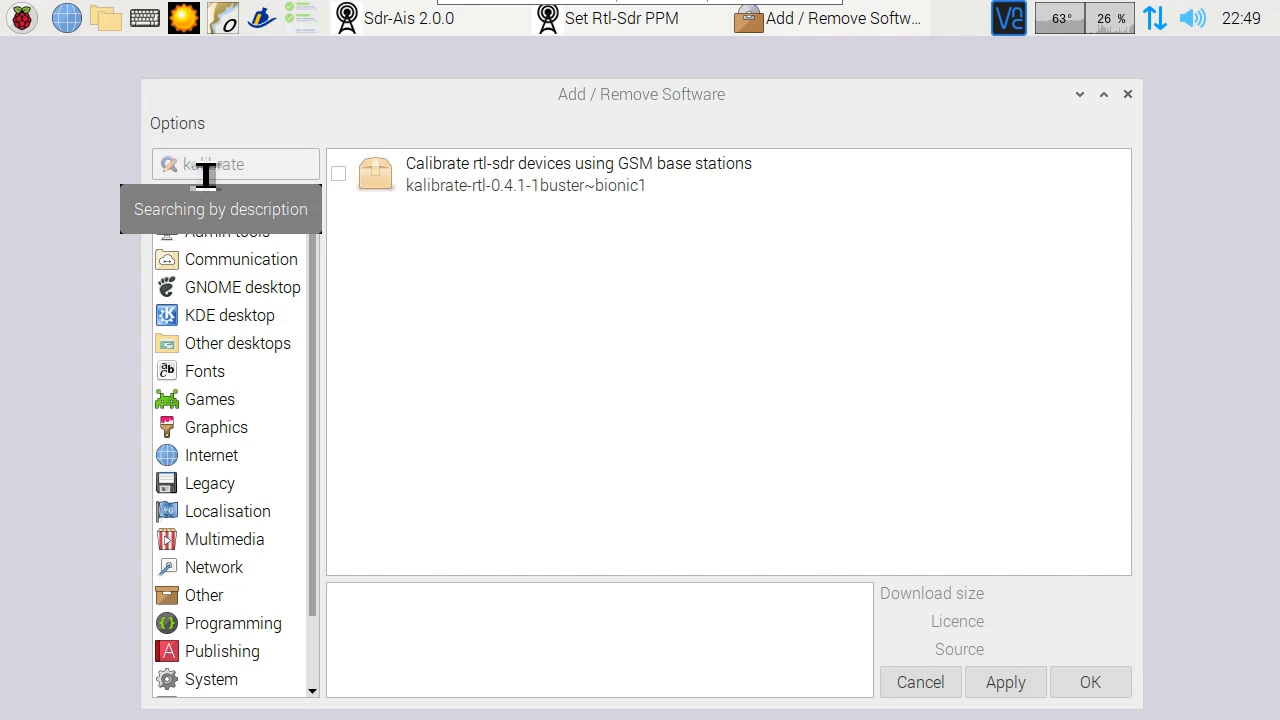 Sdr-Ais 2.0.0
Set Rtl-Sdr PPM
Add / Remove Softw...
63°
26 %
22:49
Add / Remove Software
Options
kalibrate
Calibrate rtl-sdr devices using GSM base stations
kalibrate-rtl-0.4.1-1buster~bionic1
Searching by description
Admin tools
Communication
GNOME desktop
KDE desktop
Other desktops
Fonts
Games
Graphics
Internet
Legacy
Localisation
Multimedia
Network
Other
Programming
Publishing
System
Download size
Licence
Source
Cancel
Apply
OK